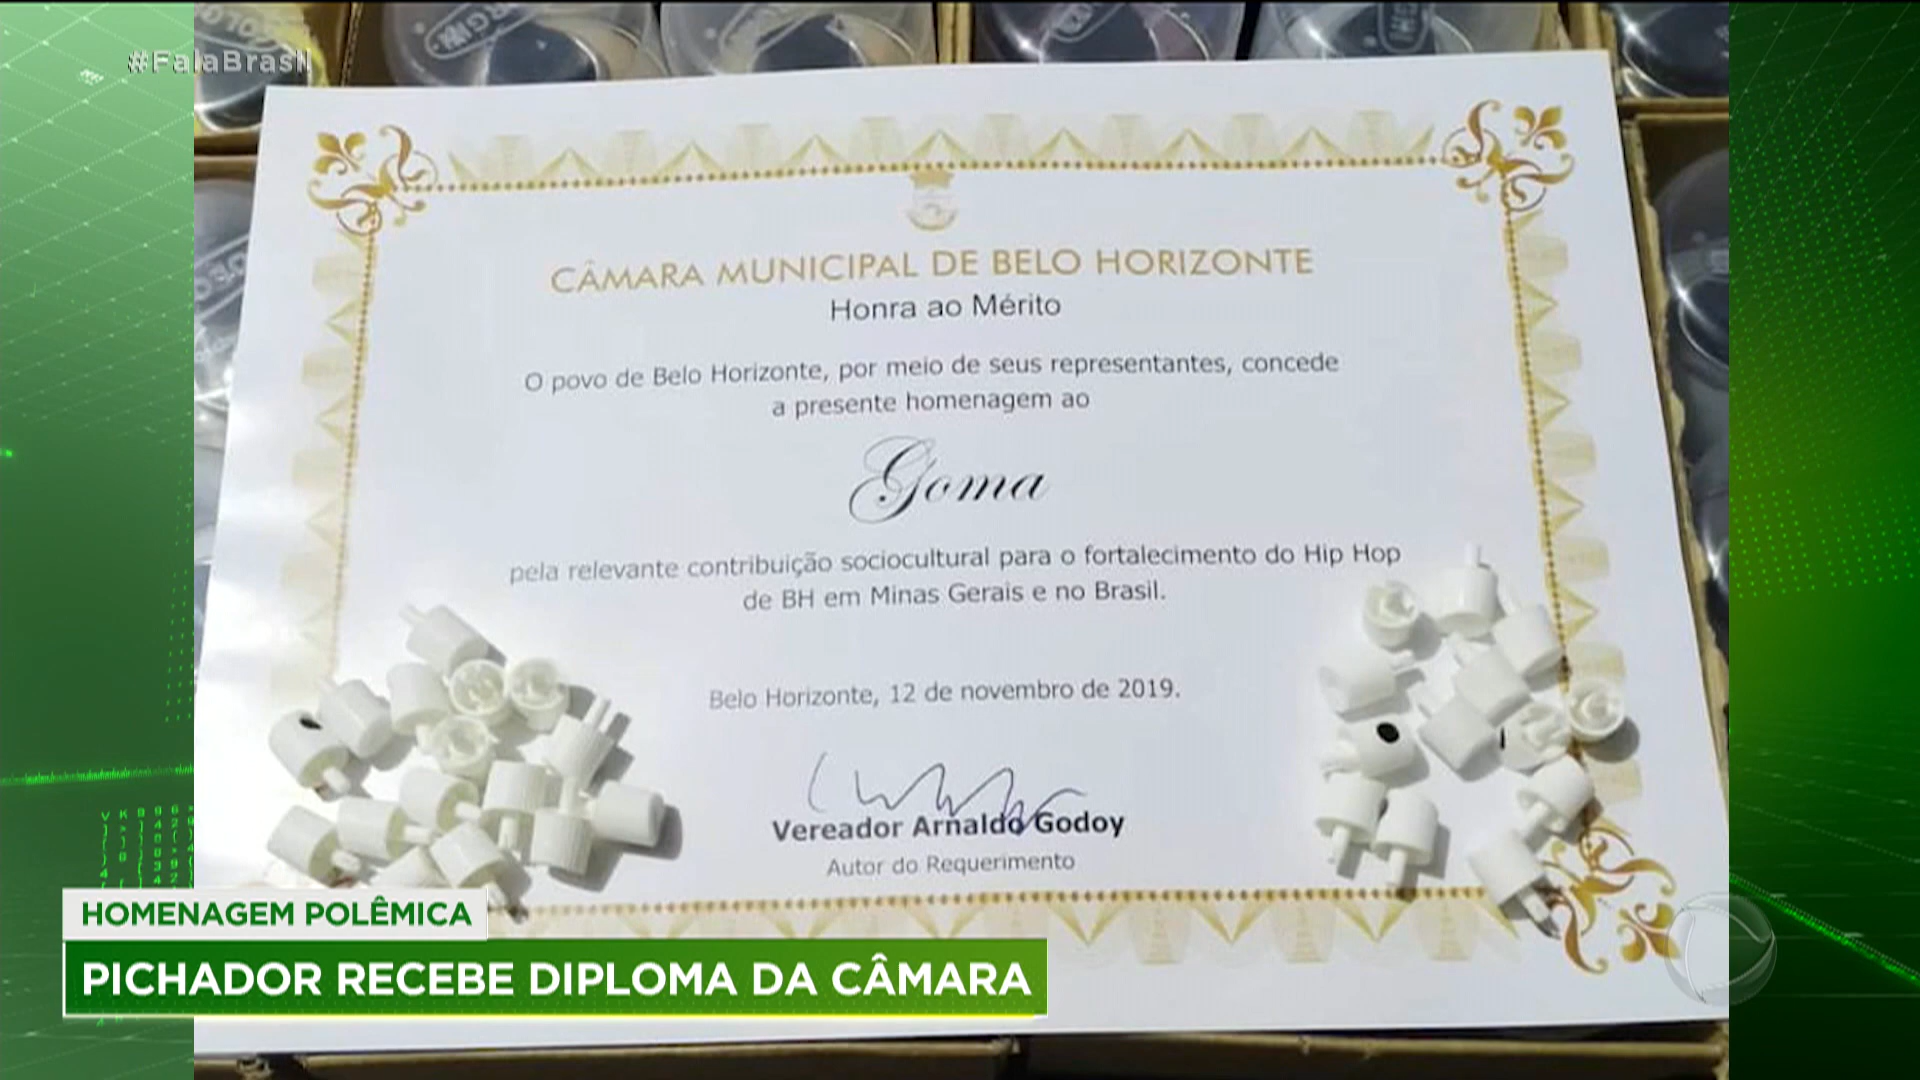 #FalaBrasil
CÂMARA MUNICIPAL DE BELO HORIZONTE
Honra ao Mérito
O povo de Belo Horizonte, por meio de seus representantes, concede
a presente homenagem ao
Goma
pela relevante contribuição sociocultural para o fortalecimento do Hip Hop
de BH em Minas Gerais e no Brasil.
Belo Horizonte, 12 de novembro de 2019.
Vereador Arnaldo Godoy
Autor do Requerimento
HOMENAGEM POLÊMICA
PICHADOR RECEBE DIPLOMA DA CÂMARA